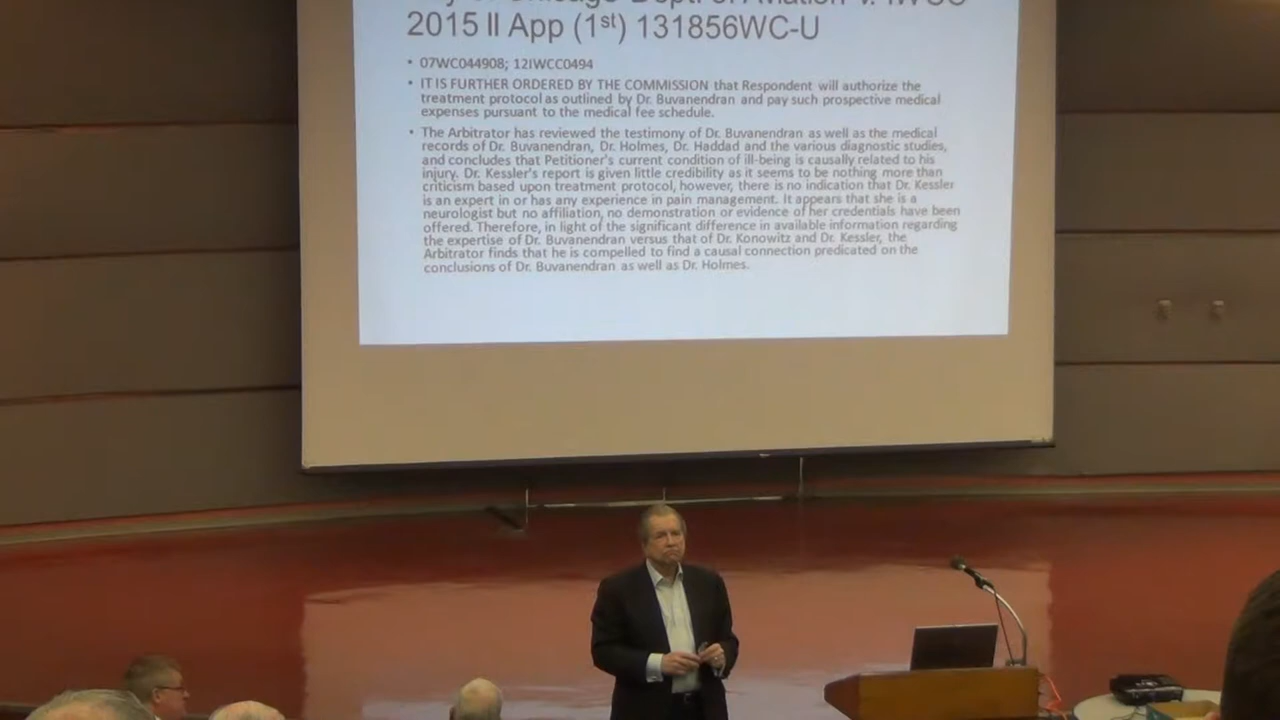 2015 Il App (1st) 131856WC-U
• 07WC044908; 12IWCC0494
• IT IS FURTHER ORDERED BY THE COMMISSION that Respondent will authorize the
treatment protocol as outlined by Dr. Buvanendran and pay such prospective medical
expenses pursuant to the medical fee schedule.
• The Arbitrator has reviewed the testimony of Dr. Buvanendran as well as the medical
records of Dr. Buvanendran, Dr. Holmes, Dr. Haddad and the various diagnostic studies,
and concludes that Petitioner's current condition of ill-being is causally related to his
injury. Dr. Kessler's report is given little credibility as it seems to be nothing more than
criticism based upon treatment protocol, however, there is no indication that Dr. Kessler
is an expert in or has any experience in pain management. It appears that she is a
neurologist but no affiliation, no demonstration or evidence of her credentials have been
offered. Therefore, in light of the significant difference in available information regarding
the expertise of Dr. Buvanendran versus that of Dr. Konowitz and Dr. Kessler, the
Arbitrator finds that he is compelled to find a causal connection predicated on the
conclusions of Dr. Buvanendran as well as Dr. Holmes.